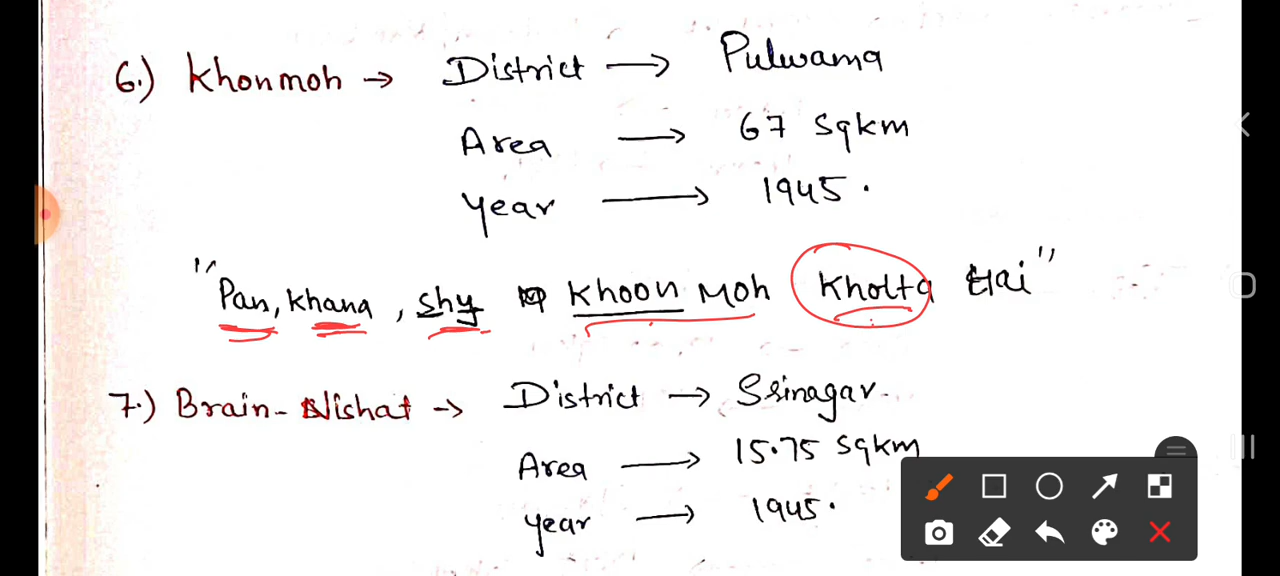 6.) Khonmoh → District → Pulwama
Area → 67 Sqkm
Year → 1945.
"Pan, Khana, shy Khoon Moh Kholta Hai"
7.) Brain-Nishat → District → Srinagar.
Area → 15.75 Sqkm
Year → 1945.